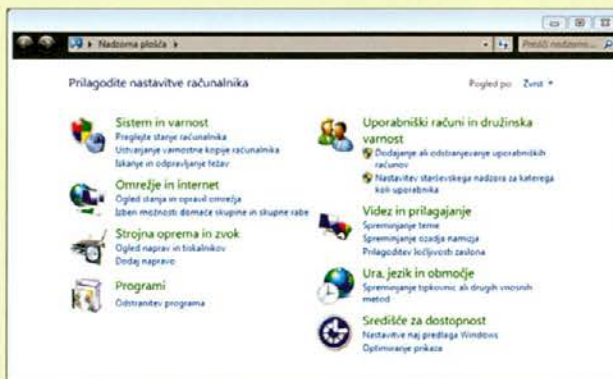 Nadzorna plošča
Prilagodite nastavitve računalnika
Pogled po: Zvrst
Sistem in varnost
Preglejte stanje računalnika
Ustvarjanje varnostne kopije računalnika
Iskanje in odpravljanje težav
Omrežje in internet
Ogled stanja in opravil omrežja
Izberi možnosti domače skupine in skupne rabe
Strojna oprema in zvok
Ogled naprav in tiskalnikov
Dodaj napravo
Programi
Odstranitev programa
Uporabniški računi in družinska
varnost
Dodajanje ali odstranjevanje uporabniških
računov
Nastavitev starševskega nadzora za katerega
koli uporabnika
Videz in prilagajanje
Spreminjanje teme
Spreminjanje ozadja namizja
Prilagoditev ločljivosti zaslona
Ura, jezik in območje
Spreminjanje tipkovnic ali drugih vnosnih
metod
Središče za dostopnost
Nastavitve naj predlaga Windows
Optimiranje prikaza